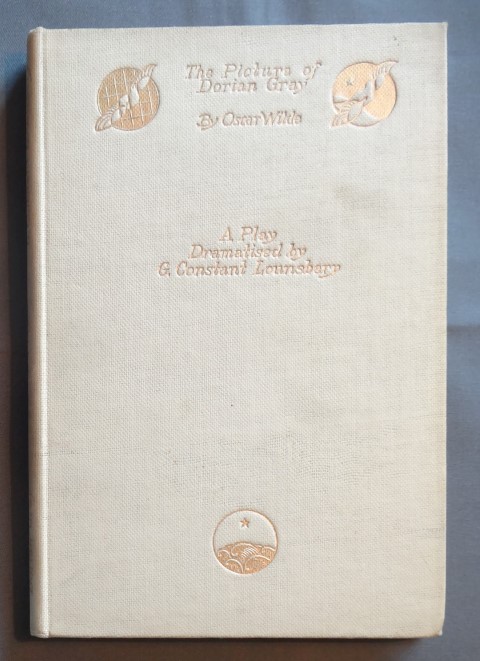 The Picture of
Dorian Gray
By Oscar Wilde
A Play
Dramatised by
G. Constant Lounsbery